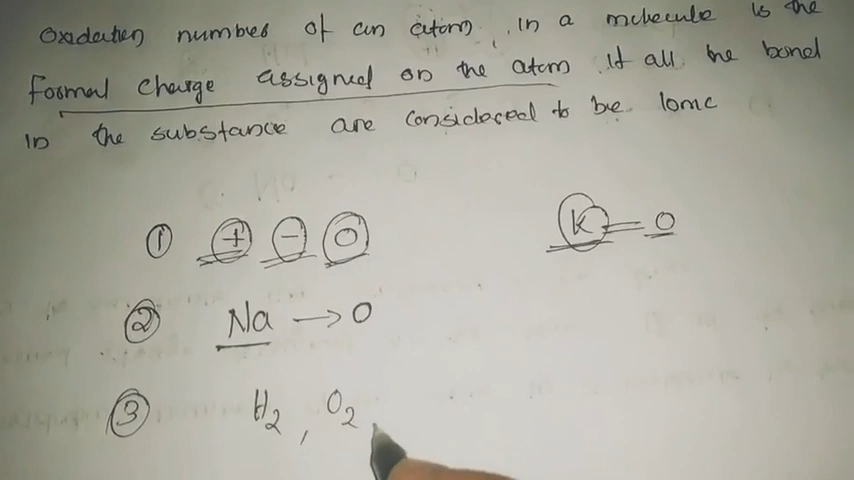 Oxidation number of an atom in a molecule is the
formal charge assigned on the atom if all the bond
in the substance are considered to be Ionic
① + - 0 K = 0
② Na → 0
③ H₂, O₂